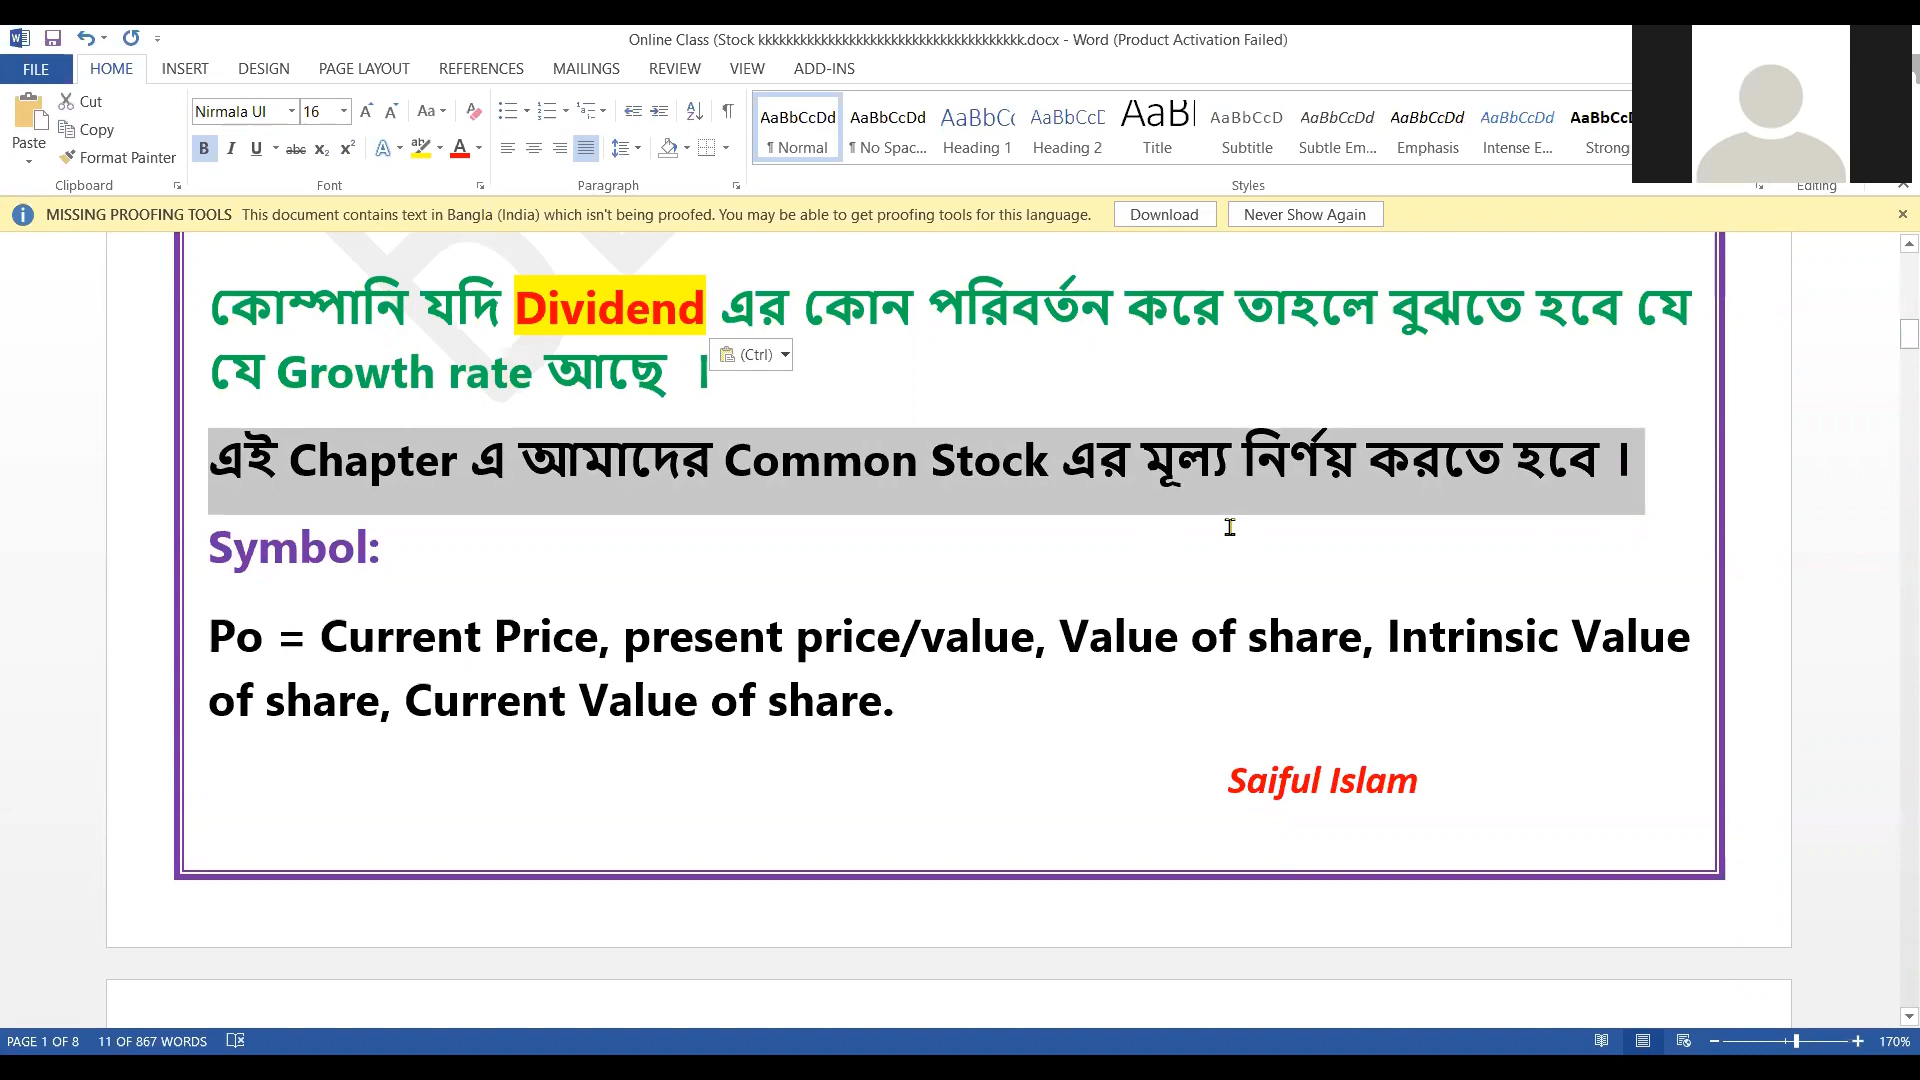 Online Class (Stock kkkkkkkkkkkkkkkkkkkkkkkkkkkkkkkkkkkkkk.docx - Word (Product Activation Failed)
FILE HOME INSERT DESIGN PAGE LAYOUT REFERENCES MAILINGS REVIEW VIEW ADD-INS
Cut
Copy
Format Painter
Paste
Clipboard
Nirmala UI 16
Font
Paragraph
AaBbCcDd AaBbCcDd AaBbCc AaBbCcE AaBl AaBbCcD AaBbCcDd AaBbCcDd AaBbCcDd AaBbCcD
¶ Normal ¶ No Spac... Heading 1 Heading 2 Title Subtitle Subtle Em... Emphasis Intense E... Strong
Styles
Editing
MISSING PROOFING TOOLS This document contains text in Bangla (India) which isn't being proofed. You may be able to get proofing tools for this language. Download Never Show Again
কোম্পানি যদি Dividend এর কোন পরিবর্তন করে তাহলে বুঝতে হবে যে
যে Growth rate আছে ।
(Ctrl)
এই Chapter এ আমাদের Common Stock এর মূল্য নির্ণয় করতে হবে ।
Symbol:
Po = Current Price, present price/value, Value of share, Intrinsic Value
of share, Current Value of share.
Saiful Islam
PAGE 1 OF 8 11 OF 867 WORDS 170%